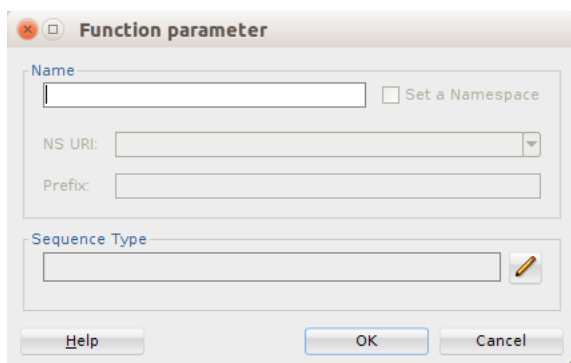 Function parameter
Name
Set a Namespace
NS URI:
Prefix:
Sequence Type
Help
OK
Cancel